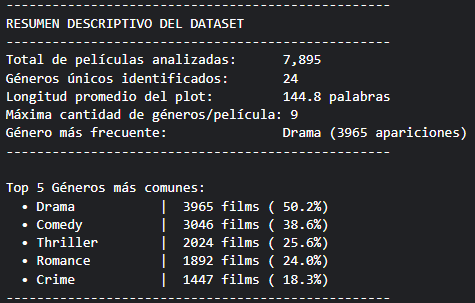 --------------------------------------------------
RESUMEN DESCRIPTIVO DEL DATASET
--------------------------------------------------
Total de películas analizadas:      7,895
Géneros únicos identificados:       24
Longitud promedio del plot:         144.8 palabras
Máxima cantidad de géneros/película: 9
Género más frecuente:               Drama (3965 apariciones)
--------------------------------------------------
Top 5 Géneros más comunes:
  • Drama           |  3965 films ( 50.2%)
  • Comedy          |  3046 films ( 38.6%)
  • Thriller        |  2024 films ( 25.6%)
  • Romance         |  1892 films ( 24.0%)
  • Crime           |  1447 films ( 18.3%)
--------------------------------------------------